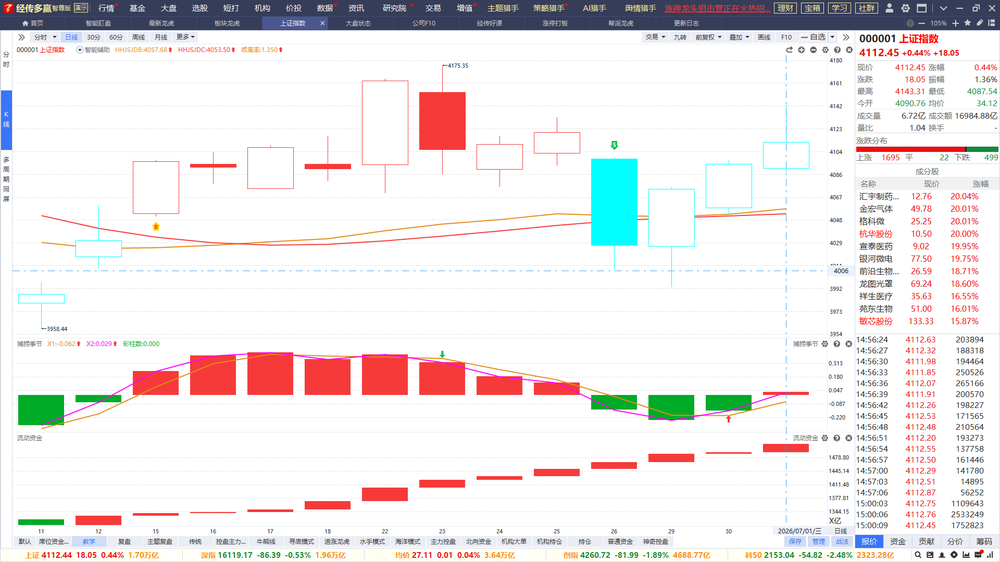 经传多赢 智尊版 演示 行情 基金 大盘 选股 短打 机构 价投 数据 资讯 研究院 交易 增值 主题猎手 策略猎手 AI猎手 舆情猎手 涨停龙头狙击营正在火热招... 理财 宝箱 学习 社群
首页 智能盯盘 最新龙虎 板块龙虎 上证指数 大盘状态 公司F10 经传好课 涨停打板 帮派龙虎 更新日志 105%
分时 日线 30分 60分 周线 月线 更多 交易 九转 前复权 叠加 画线 F10 自选
分时
K线
多周期同屏
000001 上证指数 智能辅助 HHJSJDB:4057.68 HHJSJDC:4053.50 乖离率:1.350
4175.35
3958.44
B
S
4180
4161
4142
4123
4104
4086
4067
4048
4029
4011
4006
3992
3973
3954
捕捞季节 X1:-0.062 X2:0.029 彩柱数:0.000 捕捞季节
0.313
0.180
0.047
-0.087
-0.220
流动资金 流动资金
1478.80
1445.14
1411.48
1377.81
1344.15
X亿
11 12 15 16 17 18 22 23 24 25 26 29 30 2026/07/01/三 日线
默认 席位资金... 教学 复盘 主题复盘 传统 控盘主力... 牛能线 寻底模式 追涨龙虎 水手模式 海洋模式 主力控盘 北向资金 机构大单 机构持仓 持仓 普通资金 神奇控盘 保存 管理 战法
000001 上证指数
4112.45 +0.44% +18.05
现价 4112.45 涨幅 0.44%
涨跌 18.05 振幅 1.36%
最高 4143.31 最低 4087.54
今开 4090.76 均价 34.12
成交量 6.72亿 成交额 16984.88亿
量比 1.04 换手 -
涨跌分布
上涨 1695 平 22 下跌 499
成分股
名称 现价 涨幅
汇宇制药... 12.76 20.04%
金宏气体 49.78 20.01%
格科微 25.25 20.01%
杭华股份 10.50 20.00%
宣泰医药 9.02 19.95%
银河微电 77.50 19.75%
前沿生物... 26.59 18.71%
龙图光罩 69.24 18.60%
祥生医疗 35.63 16.55%
苑东生物 51.00 16.01%
敏芯股份 133.33 15.87%
14:56:24 4112.63 203894
14:56:27 4112.32 188318
14:56:30 4111.98 194464
14:56:33 4111.85 250526
14:56:36 4112.07 265166
14:56:39 4111.91 200570
14:56:42 4112.26 198227
14:56:45 4112.53 171565
14:56:48 4112.48 210564
14:56:51 4112.20 193273
14:56:54 4112.55 137758
14:56:57 4112.50 161446
14:57:00 4112.29 141780
14:57:03 4112.51 14895
14:57:06 4112.87 56252
15:00:03 4112.75 1109643
15:00:06 4112.76 2533249
15:00:09 4112.45 1752823
报价 资金 贡献 分价 筹码
上证 4112.44 18.05 0.44% 1.70万亿 深指 16119.17 -86.39 -0.53% 1.96万亿 均价 27.11 0.01 0.04% 3.64万亿 创指 4260.72 -81.99 -1.89% 4688.77亿 科50 2153.04 -54.82 -2.48% 2323.28亿